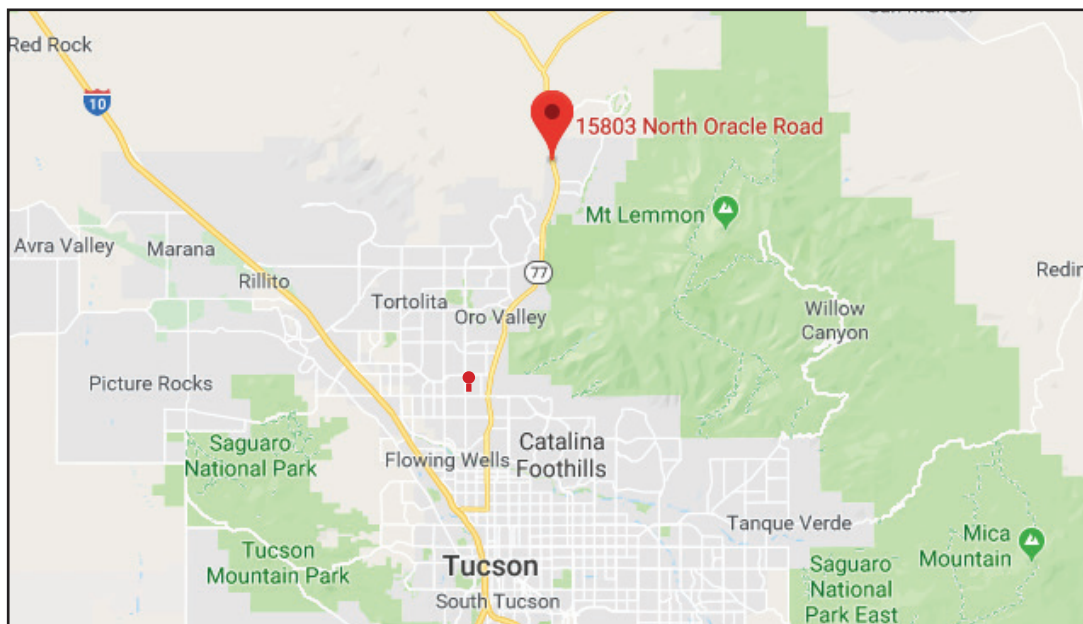 Red Rock
10
15803 North Oracle Road
Mt Lemmon
Avra Valley
Marana
Rillito
77
Tortolita
Oro Valley
Willow
Canyon
Picture Rocks
Saguaro
National Park
Catalina
Foothills
Flowing Wells
Tanque Verde
Mica
Mountain
Tucson
Mountain Park
Tucson
South Tucson
Saguaro
National
Park East